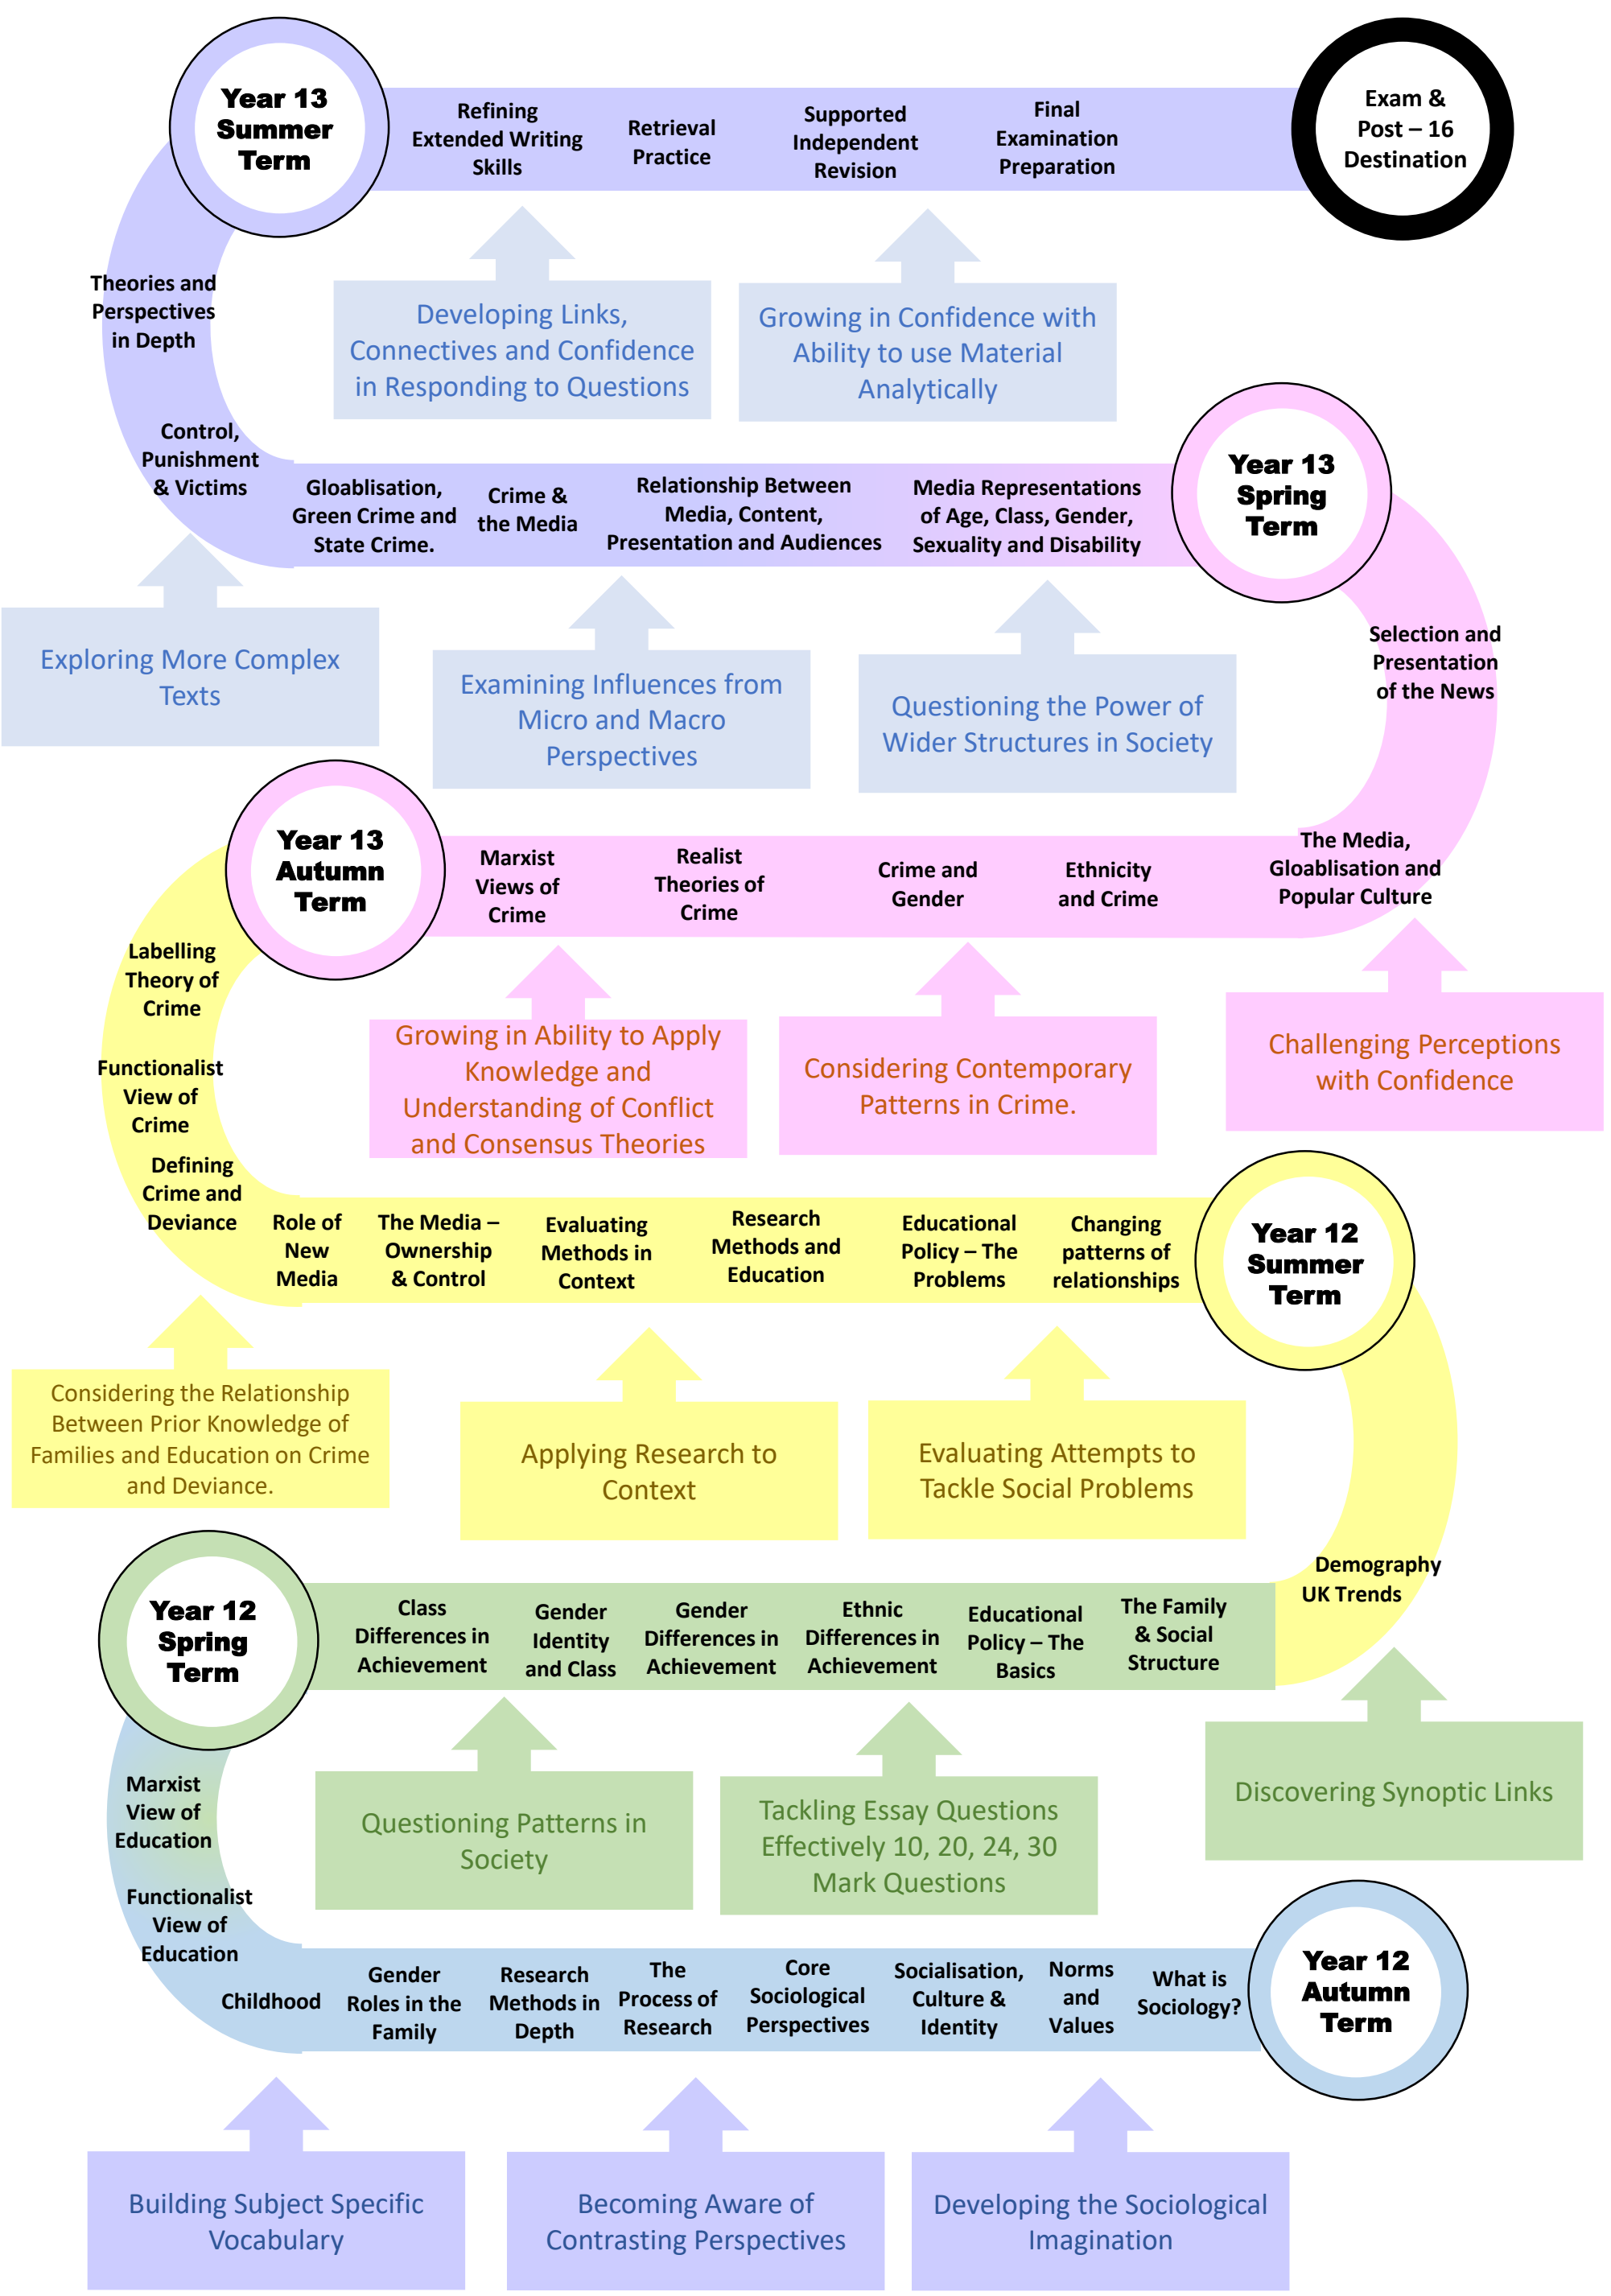 Year 13
Summer
Term
Refining
Extended Writing
Skills
Retrieval
Practice
Supported
Independent
Revision
Final
Examination
Preparation
Exam &
Post – 16
Destination
Theories and
Perspectives
in Depth
Developing Links,
Connectives and Confidence
in Responding to Questions
Growing in Confidence with
Ability to use Material
Analytically
Control,
Punishment
& Victims
Gloablisation,
Green Crime and
State Crime.
Crime &
the Media
Relationship Between
Media, Content,
Presentation and Audiences
Media Representations
of Age, Class, Gender,
Sexuality and Disability
Year 13
Spring
Term
Exploring More Complex
Texts
Examining Influences from
Micro and Macro
Perspectives
Questioning the Power of
Wider Structures in Society
Selection and
Presentation
of the News
Year 13
Autumn
Term
Marxist
Views of
Crime
Realist
Theories of
Crime
Crime and
Gender
Ethnicity
and Crime
The Media,
Gloablisation and
Popular Culture
Labelling
Theory of
Crime
Functionalist
View of
Crime
Growing in Ability to Apply
Knowledge and
Understanding of Conflict
and Consensus Theories
Considering Contemporary
Patterns in Crime.
Challenging Perceptions
with Confidence
Defining
Crime and
Deviance
Role of
New
Media
The Media –
Ownership
& Control
Evaluating
Methods in
Context
Research
Methods and
Education
Educational
Policy – The
Problems
Changing
patterns of
relationships
Year 12
Summer
Term
Considering the Relationship
Between Prior Knowledge of
Families and Education on Crime
and Deviance.
Applying Research to
Context
Evaluating Attempts to
Tackle Social Problems
Demography
UK Trends
Year 12
Spring
Term
Class
Differences in
Achievement
Gender
Identity
and Class
Gender
Differences in
Achievement
Ethnic
Differences in
Achievement
Educational
Policy – The
Basics
The Family
& Social
Structure
Marxist
View of
Education
Functionalist
View of
Education
Questioning Patterns in
Society
Tackling Essay Questions
Effectively 10, 20, 24, 30
Mark Questions
Discovering Synoptic Links
Childhood
Gender
Roles in the
Family
Research
Methods in
Depth
The
Process of
Research
Core
Sociological
Perspectives
Socialisation,
Culture &
Identity
Norms
and
Values
What is
Sociology?
Year 12
Autumn
Term
Building Subject Specific
Vocabulary
Becoming Aware of
Contrasting Perspectives
Developing the Sociological
Imagination